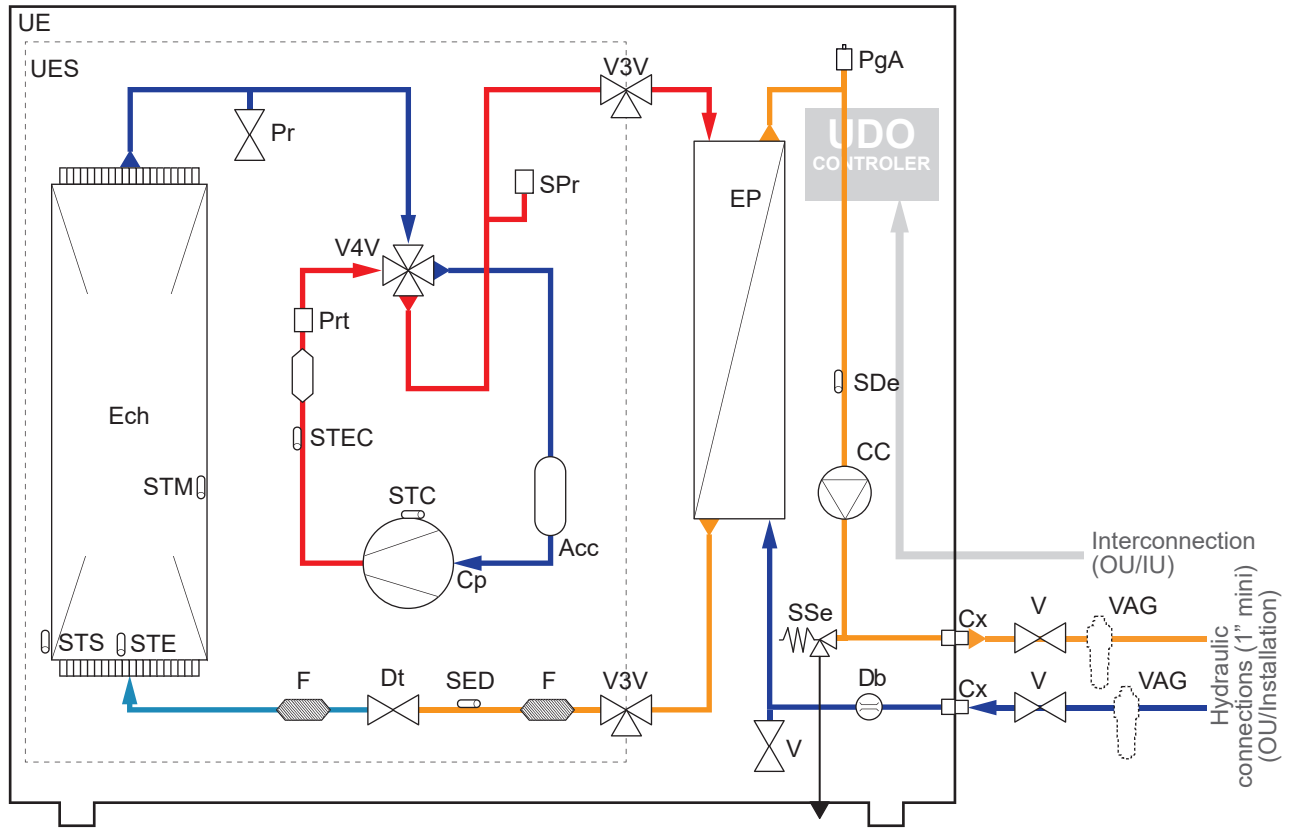 UE
UES
V3V
PgA
Pr
UDO
CONTROLER
SPr
EP
V4V
Prt
SDe
Ech
STEC
CC
STM
STC
Acc
Interconnection
(OU/IU)
Cp
SSe
Cx
V
VAG
STS
STE
F
Dt
SED
F
V3V
Db
Cx
V
VAG
V
Hydraulic
connections (1” mini)
(OU/Installation)